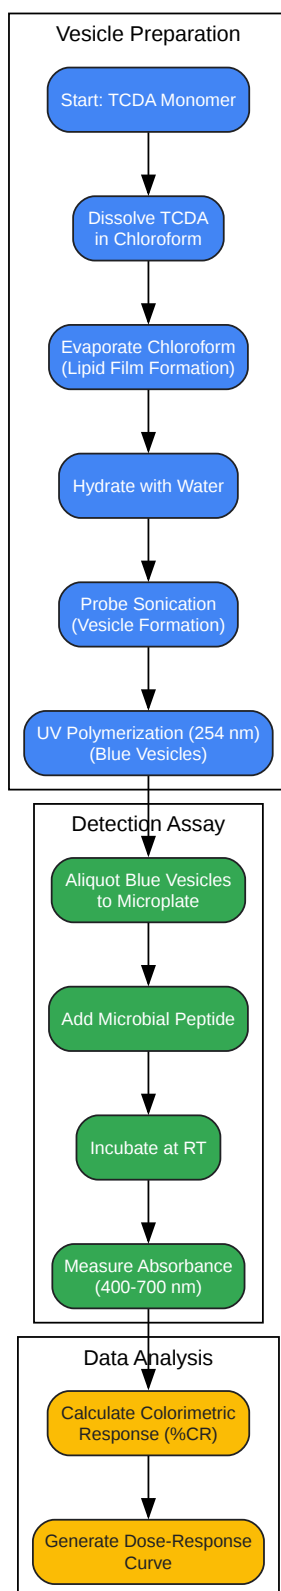 Vesicle Preparation
Start: TCDA Monomer
Dissolve TCDA
in Chloroform
Evaporate Chloroform
(Lipid Film Formation)
Hydrate with Water
Probe Sonication
(Vesicle Formation)
UV Polymerization (254 nm)
(Blue Vesicles)
Detection Assay
Aliquot Blue Vesicles
to Microplate
Add Microbial Peptide
Incubate at RT
Measure Absorbance
(400-700 nm)
Data Analysis
Calculate Colorimetric
Response (%CR)
Generate Dose-Response
Curve